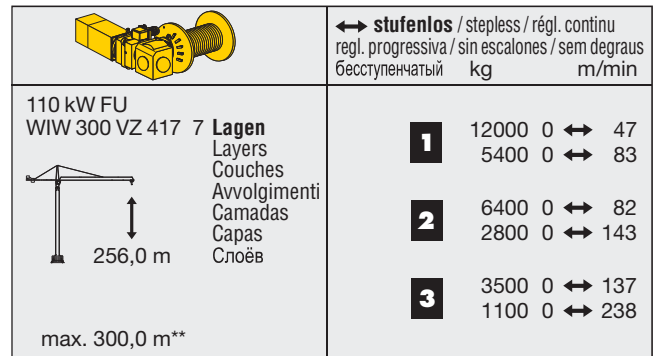 ↔ stufenlos / stepless / régl. continu
regl. progressiva / sin escalones / sem degraus
бесступенчатый kg m/min
110 kW FU
WIW 300 VZ 417 7 Lagen
Layers
Couches
Avvolgimenti
Camadas
Capas
256,0 m Слоёв
max. 300,0 m**
1 12000 0 ↔ 47
5400 0 ↔ 83
2 6400 0 ↔ 82
2800 0 ↔ 143
3 3500 0 ↔ 137
1100 0 ↔ 238